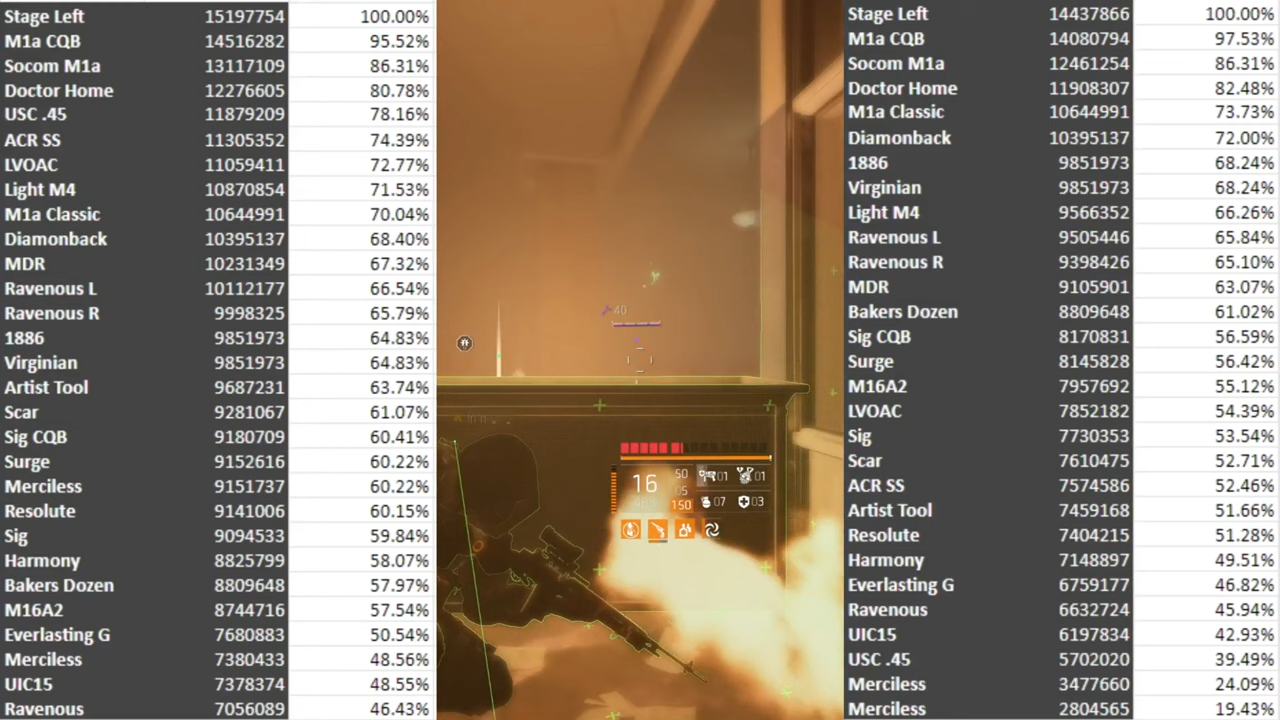 Stage Left 15197754 100.00%
M1a CQB 14516282 95.52%
Socom M1a 13117109 86.31%
Doctor Home 12276605 80.78%
USC .45 11879209 78.16%
ACR SS 11305352 74.39%
LVOAC 11059411 72.77%
Light M4 10870854 71.53%
M1a Classic 10644991 70.04%
Diamonback 10395137 68.40%
MDR 10231349 67.32%
Ravenous L 10112177 66.54%
Ravenous R 9998325 65.79%
1886 9851973 64.83%
Virginian 9851973 64.83%
Artist Tool 9687231 63.74%
Scar 9281067 61.07%
Sig CQB 9180709 60.41%
Surge 9152616 60.22%
Merciless 9151737 60.22%
Resolute 9141006 60.15%
Sig 9094533 59.84%
Harmony 8825799 58.07%
Bakers Dozen 8809648 57.97%
M16A2 8744716 57.54%
Everlasting G 7680883 50.54%
Merciless 7380433 48.56%
UIC15 7378374 48.55%
Ravenous 7056089 46.43%
40
16
50
05
150
01
01
07
03
Stage Left 14437866 100.00%
M1a CQB 14080794 97.53%
Socom M1a 12461254 86.31%
Doctor Home 11908307 82.48%
M1a Classic 10644991 73.73%
Diamonback 10395137 72.00%
1886 9851973 68.24%
Virginian 9851973 68.24%
Light M4 9566352 66.26%
Ravenous L 9505446 65.84%
Ravenous R 9398426 65.10%
MDR 9105901 63.07%
Bakers Dozen 8809648 61.02%
Sig CQB 8170831 56.59%
Surge 8145828 56.42%
M16A2 7957692 55.12%
LVOAC 7852182 54.39%
Sig 7730353 53.54%
Scar 7610475 52.71%
ACR SS 7574586 52.46%
Artist Tool 7459168 51.66%
Resolute 7404215 51.28%
Harmony 7148897 49.51%
Everlasting G 6759177 46.82%
Ravenous 6632724 45.94%
UIC15 6197834 42.93%
USC .45 5702020 39.49%
Merciless 3477660 24.09%
Merciless 2804565 19.43%